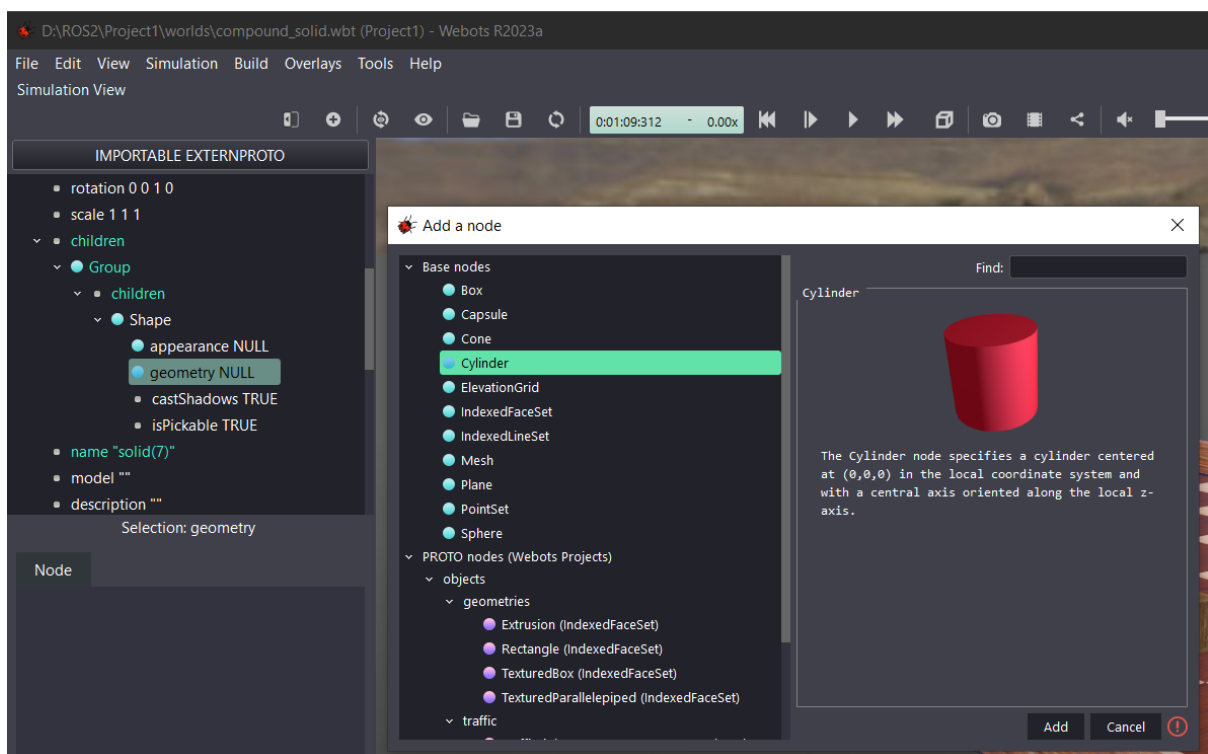 D:\ROS2\Project1\worlds\compound_solid.wbt (Project1) - Webots R2023a
File Edit View Simulation Build Overlays Tools Help
Simulation View
0:01:09:312 - 0.00x
IMPORTABLE EXTERNPROTO
rotation 0 0 1 0
scale 1 1 1
children
Group
children
Shape
appearance NULL
geometry NULL
castShadows TRUE
isPickable TRUE
name "solid(7)"
model ""
description ""
Selection: geometry
Node
Add a node
Base nodes
Box
Capsule
Cone
Cylinder
ElevationGrid
IndexedFaceSet
IndexedLineSet
Mesh
Plane
PointSet
Sphere
PROTO nodes (Webots Projects)
objects
geometries
Extrusion (IndexedFaceSet)
Rectangle (IndexedFaceSet)
TexturedBox (IndexedFaceSet)
TexturedParallelepiped (IndexedFaceSet)
traffic
Find:
Cylinder
The Cylinder node specifies a cylinder centered
at (0,0,0) in the local coordinate system and
with a central axis oriented along the local z-
axis.
Add Cancel